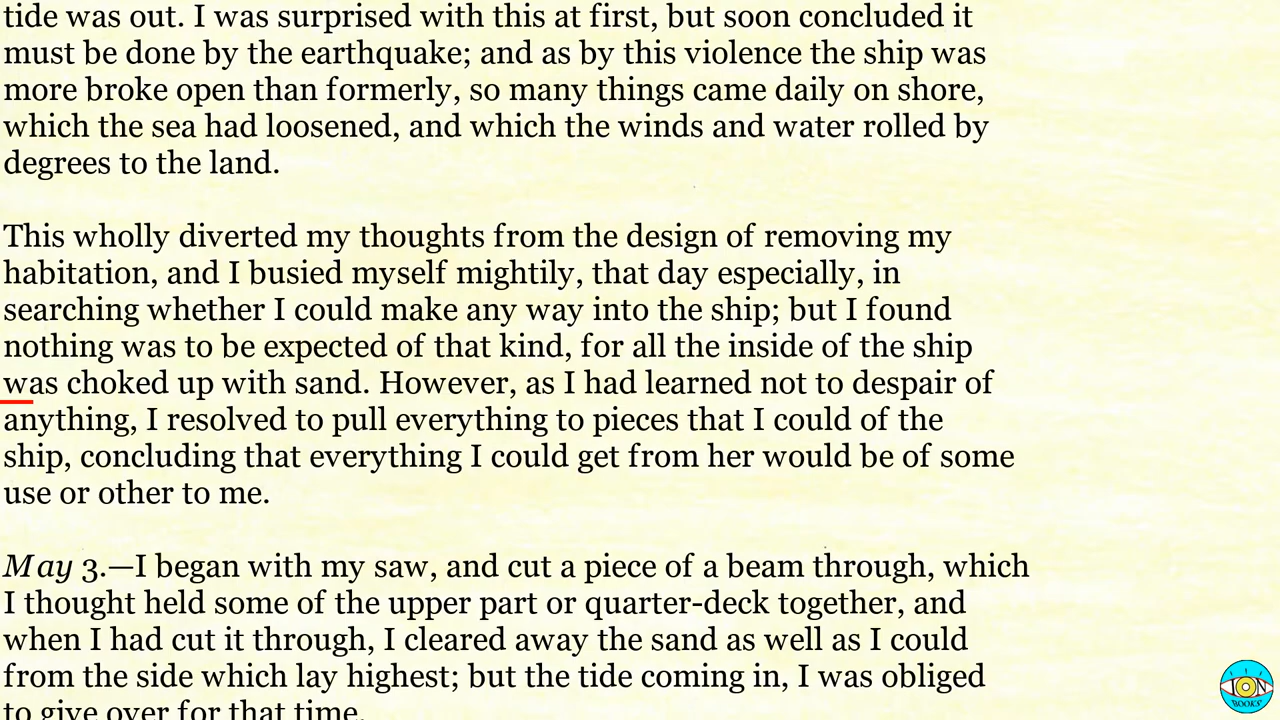 tide was out. I was surprised with this at first, but soon concluded it
must be done by the earthquake; and as by this violence the ship was
more broke open than formerly, so many things came daily on shore,
which the sea had loosened, and which the winds and water rolled by
degrees to the land.
This wholly diverted my thoughts from the design of removing my
habitation, and I busied myself mightily, that day especially, in
searching whether I could make any way into the ship; but I found
nothing was to be expected of that kind, for all the inside of the ship
was choked up with sand. However, as I had learned not to despair of
anything, I resolved to pull everything to pieces that I could of the
ship, concluding that everything I could get from her would be of some
use or other to me.
May 3.—I began with my saw, and cut a piece of a beam through, which
I thought held some of the upper part or quarter-deck together, and
when I had cut it through, I cleared away the sand as well as I could
from the side which lay highest; but the tide coming in, I was obliged
to give over for that time.
ION
BOOKS